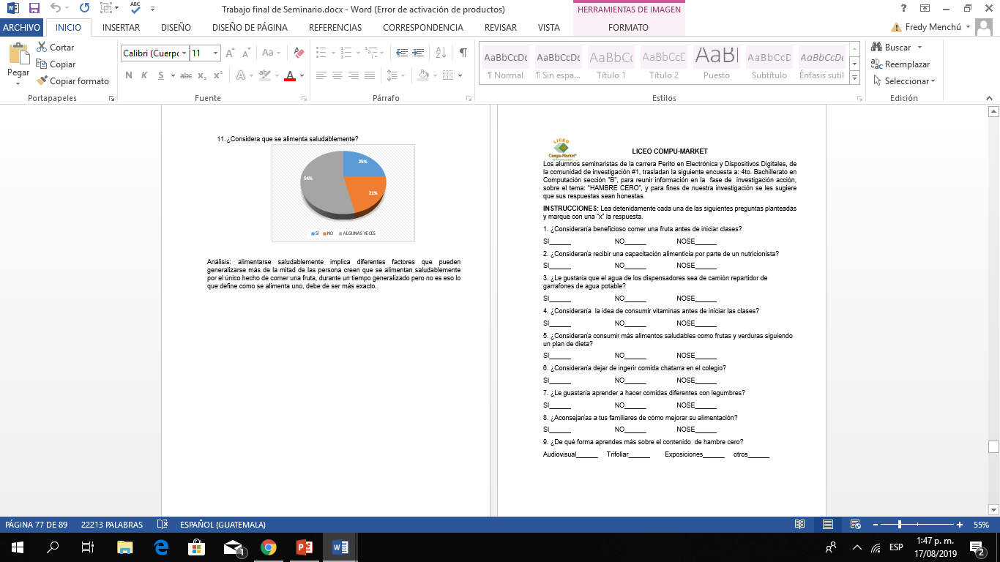 Trabajo final de Seminario.docx - Word (Error de activación de productos)
HERRAMIENTAS DE IMAGEN
ARCHIVO
INICIO
INSERTAR
DISEÑO
DISEÑO DE PÁGINA
REFERENCIAS
CORRESPONDENCIA
REVISAR
VISTA
FORMATO
Fredy Menchú
Pegar
Cortar
Copiar
Copiar formato
Portapapeles
Calibri (Cuerpo
11
N K S abc x₂ x²
Aa
Fuente
Párrafo
AaBbCcDc
¶ Normal
AaBbCcDc
¶ Sin espa...
AaBbCc
Título 1
AaBbCcD
Título 2
AaBl
Puesto
AaBbCcD
Subtítulo
AaBbCcDc
Énfasis sutil
Estilos
Buscar
Reemplazar
Seleccionar
Edición
11. ¿Considera que se alimenta saludablemente?
25%
54%
21%
SI NO ALGUNAS VECES
Análisis: alimentarse saludablemente implica diferentes factores que pueden
generalizarse más de la mitad de las persona creen que se alimentan saludablemente
por el único hecho de comer una fruta, durante un tiempo generalizado pero no es eso lo
que define como se alimenta uno, debe de ser más exacto.
LICEO
Compu-Market
LICEO COMPU-MARKET
Los alumnos seminaristas de la carrera Perito en Electrónica y Dispositivos Digitales, de
la comunidad de investigación #1, trasladan la siguiente encuesta a: 4to. Bachillerato en
Computación sección "B", para reunir información en la fase de investigación acción,
sobre el tema: "HAMBRE CERO", y para fines de nuestra investigación se les sugiere
que sus respuestas sean honestas.
INSTRUCCIONES: Lea detenidamente cada una de las siguientes preguntas planteadas
y marque con una "x" la respuesta.
1. ¿Consideraría beneficioso comer una fruta antes de iniciar clases?
SI______ NO______ NOSE______
2. ¿Consideraría recibir una capacitación alimenticia por parte de un nutricionista?
SI______ NO______ NOSE______
3. ¿Le gustaría que el agua de los dispensadores sea de camión repartidor de
garrafones de agua potable?
SI______ NO______ NOSE______
4. ¿Consideraría la idea de consumir vitaminas antes de iniciar las clases?
SI______ NO______ NOSE______
5. ¿Consideraría consumir más alimentos saludables como frutas y verduras siguiendo
un plan de dieta?
SI______ NO______ NOSE______
6. ¿Consideraría dejar de ingerir comida chatarra en el colegio?
SI______ NO______ NOSE______
7. ¿Le guastaría aprender a hacer comidas diferentes con legumbres?
SI______ NO______ NOSE______
8. ¿Aconsejarías a tus familiares de cómo mejorar su alimentación?
SI______ NO______ NOSE______
9. ¿De qué forma aprendes más sobre el contenido de hambre cero?
Audiovisual______ Trifoliar______ Exposiciones______ otros______
PÁGINA 77 DE 89
22213 PALABRAS
ESPAÑOL (GUATEMALA)
55%
1
ESP
1:47 p. m.
17/08/2019
2